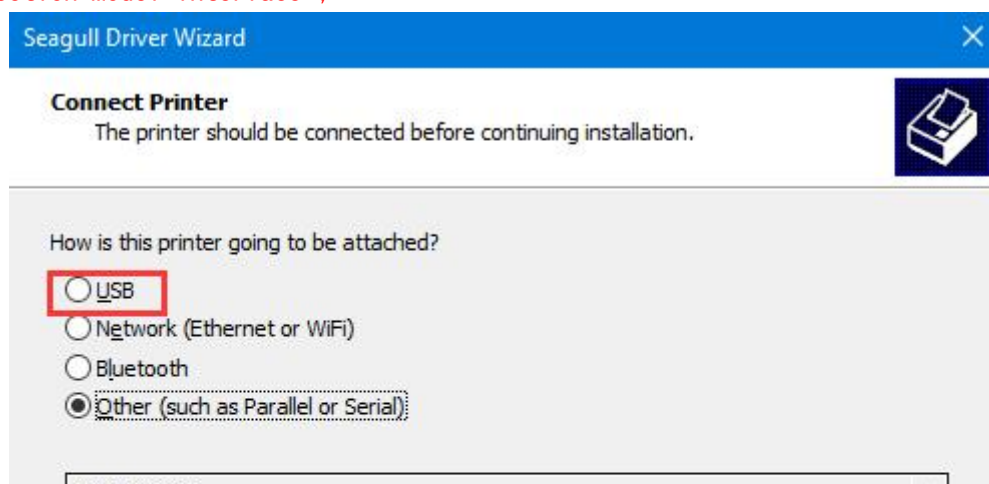 Seagull Driver Wizard
Connect Printer
The printer should be connected before continuing installation.
How is this printer going to be attached?
USB
Network (Ethernet or WiFi)
Bluetooth
Other (such as Parallel or Serial)